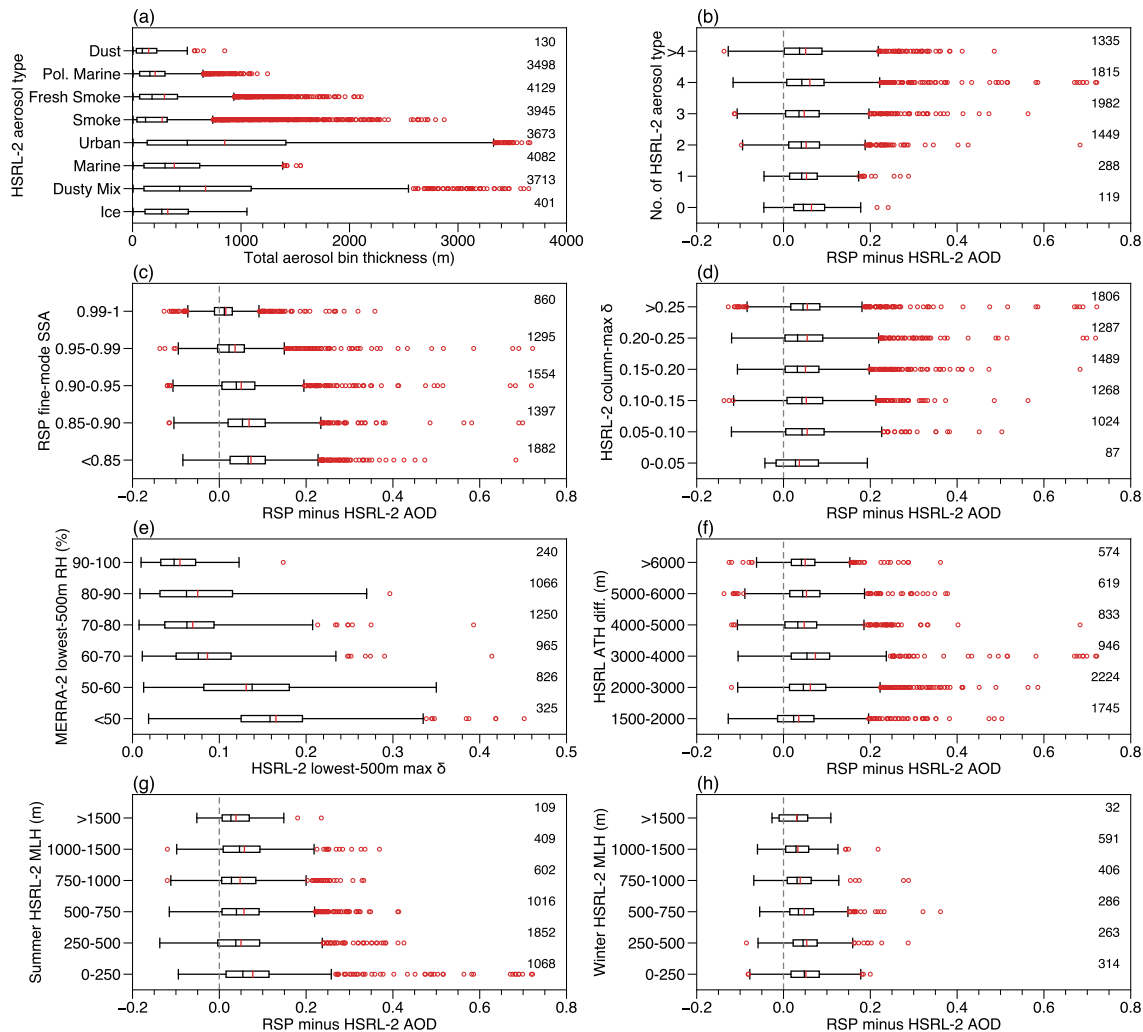 (a)
HSRL-2 aerosol type
Dust
Pol. Marine
Fresh Smoke
Smoke
Urban
Marine
Dusty Mix
Ice
130
3498
4129
3945
3673
4082
3713
401
0 1000 2000 3000 4000
Total aerosol bin thickness (m)
(b)
No. of HSRL-2 aerosol type
>4
4
3
2
1
0
1335
1815
1982
1449
288
119
−0.2 0.0 0.2 0.4 0.6 0.8
RSP minus HSRL-2 AOD
(c)
RSP fine-mode SSA
0.99-1
0.95-0.99
0.90-0.95
0.85-0.90
<0.85
860
1295
1554
1397
1882
−0.2 0.0 0.2 0.4 0.6 0.8
RSP minus HSRL-2 AOD
(d)
HSRL-2 column-max δ
>0.25
0.20-0.25
0.15-0.20
0.10-0.15
0.05-0.10
0-0.05
1806
1287
1489
1268
1024
87
−0.2 0.0 0.2 0.4 0.6 0.8
RSP minus HSRL-2 AOD
(e)
MERRA-2 lowest-500m RH (%)
90-100
80-90
70-80
60-70
50-60
<50
240
1066
1250
965
826
325
0.0 0.1 0.2 0.3 0.4 0.5
HSRL-2 lowest-500m max δ
(f)
HSRL ATH diff. (m)
>6000
5000-6000
4000-5000
3000-4000
2000-3000
1500-2000
574
619
833
946
2224
1745
−0.2 0.0 0.2 0.4 0.6 0.8
RSP minus HSRL-2 AOD
(g)
Summer HSRL-2 MLH (m)
>1500
1000-1500
750-1000
500-750
250-500
0-250
109
409
602
1016
1852
1068
−0.2 0.0 0.2 0.4 0.6 0.8
RSP minus HSRL-2 AOD
(h)
Winter HSRL-2 MLH (m)
>1500
1000-1500
750-1000
500-750
250-500
0-250
32
591
406
286
263
314
−0.2 0.0 0.2 0.4 0.6 0.8
RSP minus HSRL-2 AOD